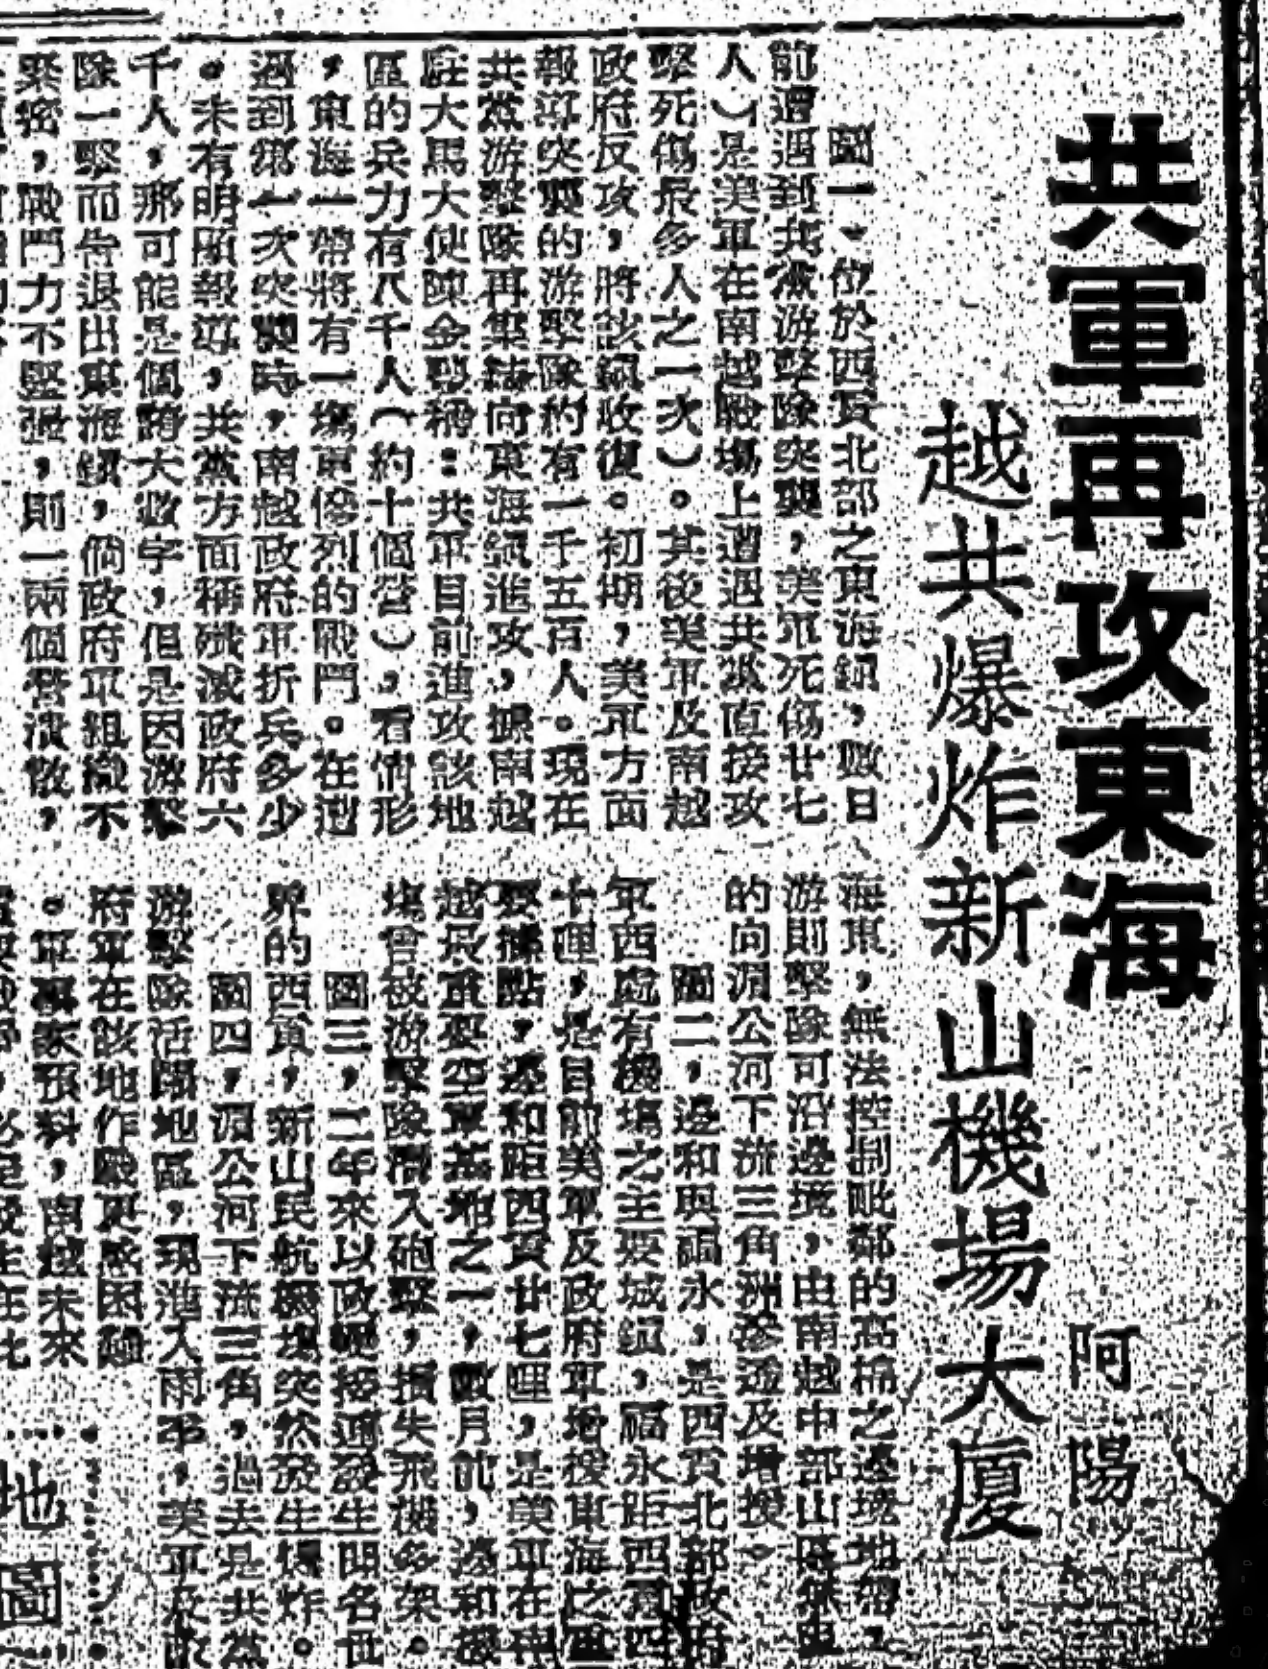 共軍再攻東海
阿陽
越共爆炸新山機場大廈
圖一、位於西貢北部之東海鎮，數日
前遭遇到共黨游擊隊突襲，美軍死傷廿七
人）是美軍在南越戰場上遭遇共黨直接攻
擊死傷最多人之一次）。其後美軍及南越
政府反攻，將該鎮收復。初期，美軍方面
報導突襲的游擊隊約有一千五百人。現在
共黨游擊隊再集結向東海鎮進攻，據南越
駐大馬大使陳金鄧稱：共軍目前進攻該地
區的兵力有八千人（約十個營），看情形
，東海一帶將有一塲更慘烈的戰鬥。在遭
遇到第一次突襲時，南越政府軍折兵多少
。未有明顯報導，共黨方面稱殲滅政府六
千人，那可能是個誇大數字，但是因游擊
隊一擊而告退出東海鎮，倘政府軍組織不
緊密，戰鬥力不堅強，則一兩個營潰散，
海東，無法控制毗鄰的高棉之邊境地帶，
游則擊隊可沿邊境，由南越中部山區
的向湄公河下流三角洲滲透及增援。
圖二，邊和與福永，是西貢北部政府
軍西處有機塲之主要城鎮，福永距西貢四
十哩，是目前美軍及政府軍增援東海之重
要據點，邊和距西貢廿七哩，是美軍在南
越最重要空軍基地之一，數月前，邊和機
塲曾被游擊隊潛入砲擊，損失飛機多架。
圖三，二年來以政變接連發生聞名世
界的西貢，新山民航機塲突然發生爆炸。
圖四，湄公河下流三角，過去是共黨
游擊隊活躍地區，現進入雨季，美軍及政
府軍在該地作戰更感困難
。軍事家預料，南越未來
地圖